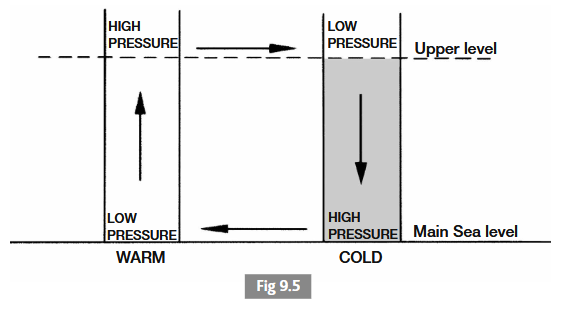 HIGH
PRESSURE
LOW
PRESSURE
Upper level
LOW
PRESSURE
HIGH
PRESSURE
Main Sea level
WARM
COLD
Fig 9.5